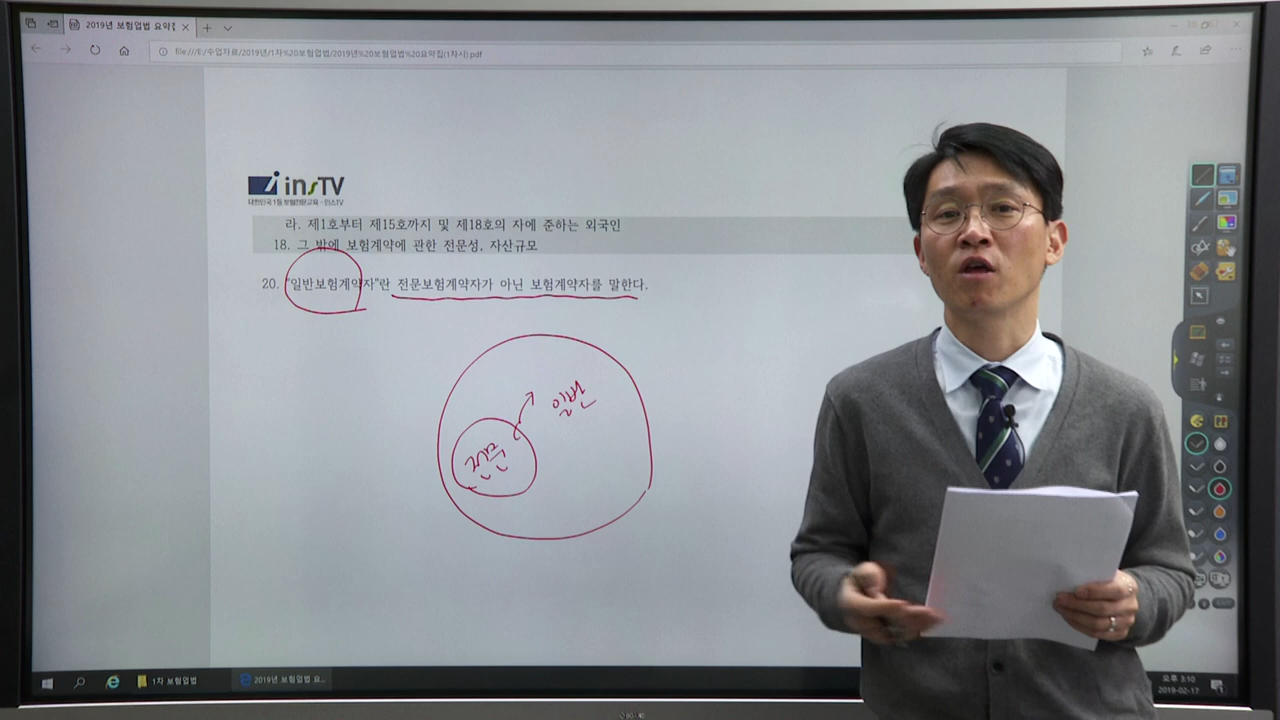 2019년 보험업법 요약집
file:///E:/수업자료/2019년/1차%20보험업법/2019년%20보험업법%20요약집(1차시).pdf
insTV
대한민국 1등 보험전문교육 - 인스TV
라. 제1호부터 제15호까지 및 제18호의 자에 준하는 외국인
18. 그 밖에 보험계약에 관한 전문성, 자산규모
20. "일반보험계약자"란 전문보험계약자가 아닌 보험계약자를 말한다.
일반
전문
1차 보험업법
2019년 보험업법 요...
오후 3:10
2019-02-17